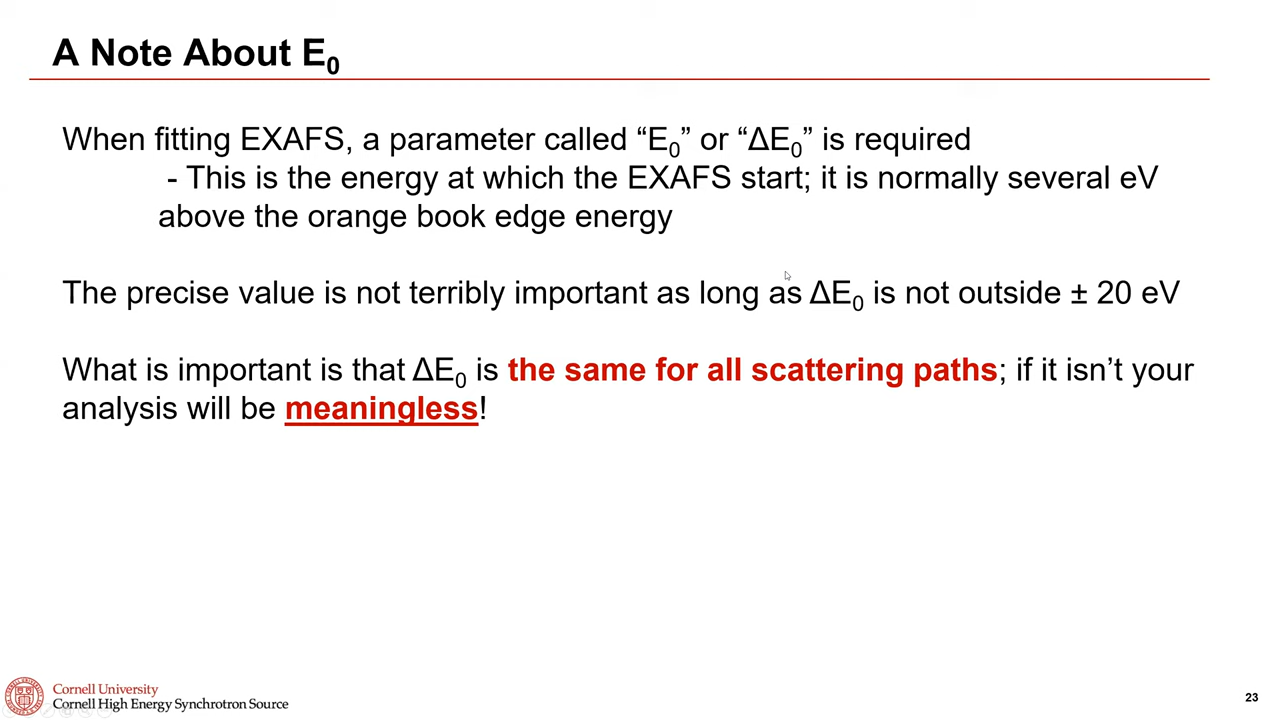 A Note About E₀
When fitting EXAFS, a parameter called “E₀” or “ΔE₀” is required
- This is the energy at which the EXAFS start; it is normally several eV
above the orange book edge energy
The precise value is not terribly important as long as ΔE₀ is not outside ± 20 eV
What is important is that ΔE₀ is the same for all scattering paths; if it isn’t your
analysis will be meaningless!
Cornell University
Cornell High Energy Synchrotron Source
23